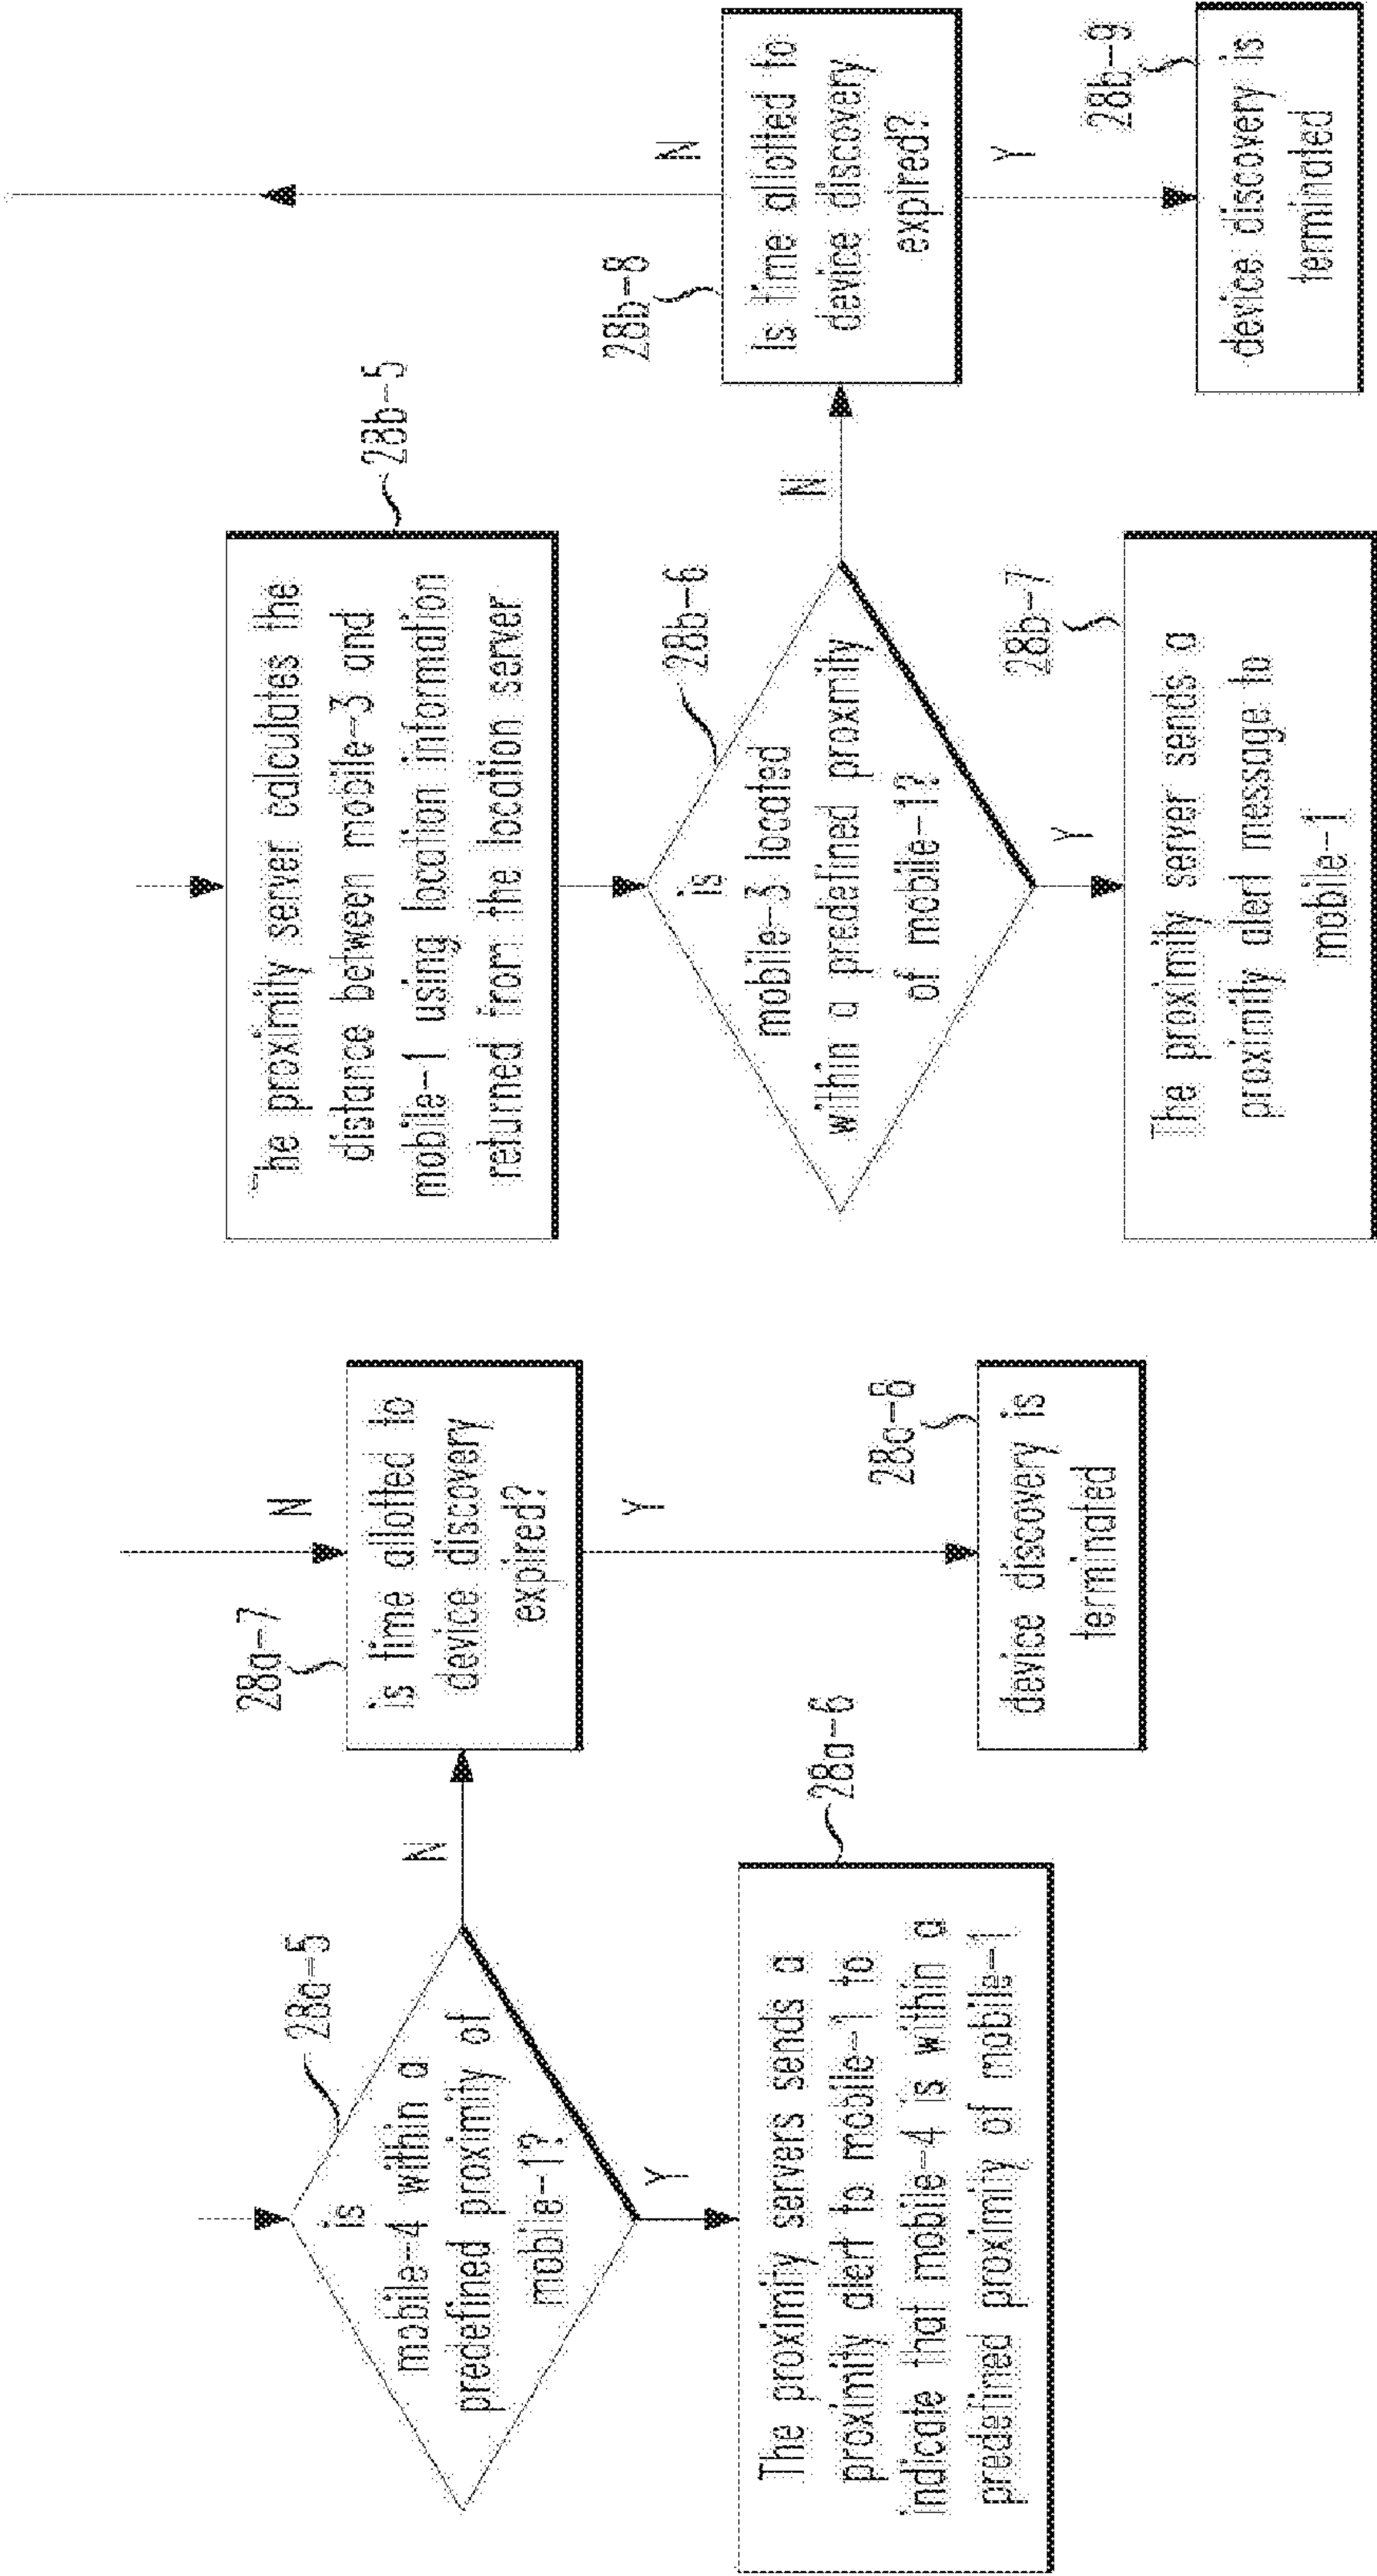 28a-5
is
mobile-4 within a
predefined proximity of
mobile-1?
N
Y
28a-7
N
is time allotted to
device discovery
expired?
Y
28a-6
The proximity servers sends a
proximity alert to mobile-1 to
indicate that mobile-4 is within a
predefined proximity of mobile-1
28a-8
device discovery is
terminated
28b-5
The proximity server calculates the
distance between mobile-3 and
mobile-1 using location information
returned from the location server
28b-6
is
mobile-3 located
within a predefined proximity
of mobile-1?
N
Y
28b-7
The proximity server sends a
proximity alert message to
mobile-1
28b-8
N
is time allotted to
device discovery
expired?
Y
28b-9
device discovery is
terminated